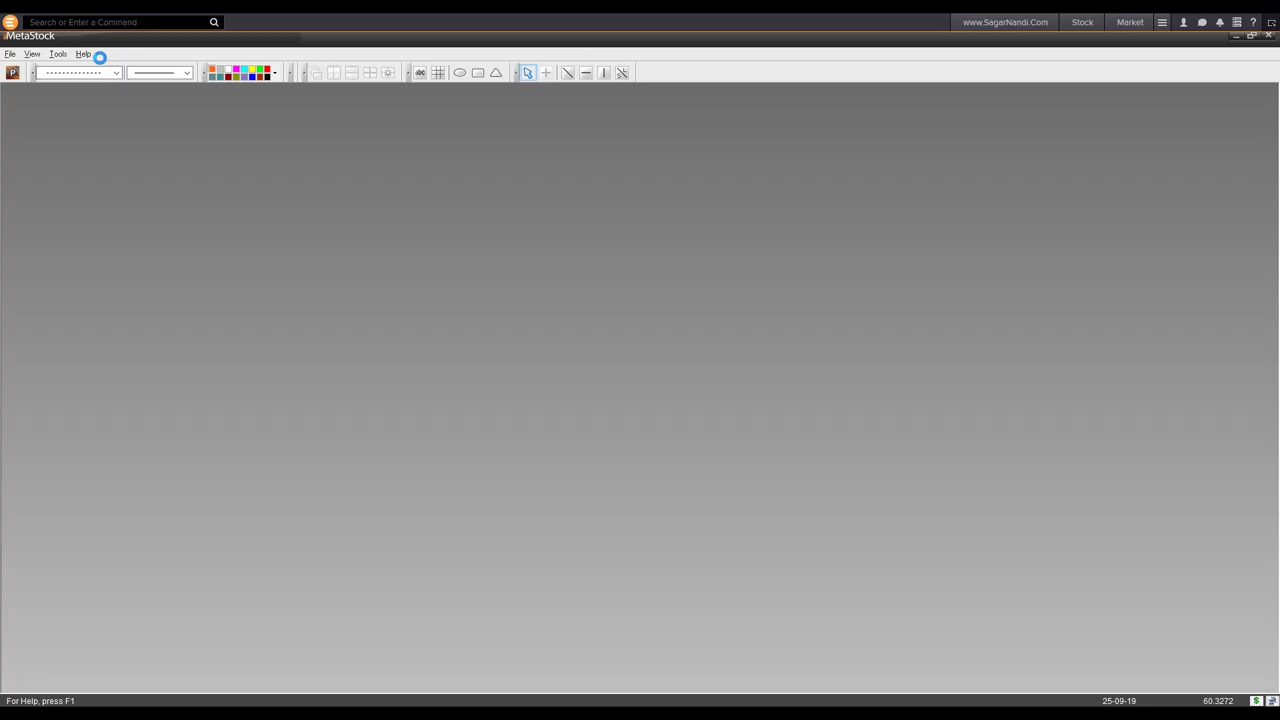 Search or Enter a Command
www.SagarNandi.Com Stock Market
MetaStock
File View Tools Help
abc
For Help, press F1 25-09-19 60.3272